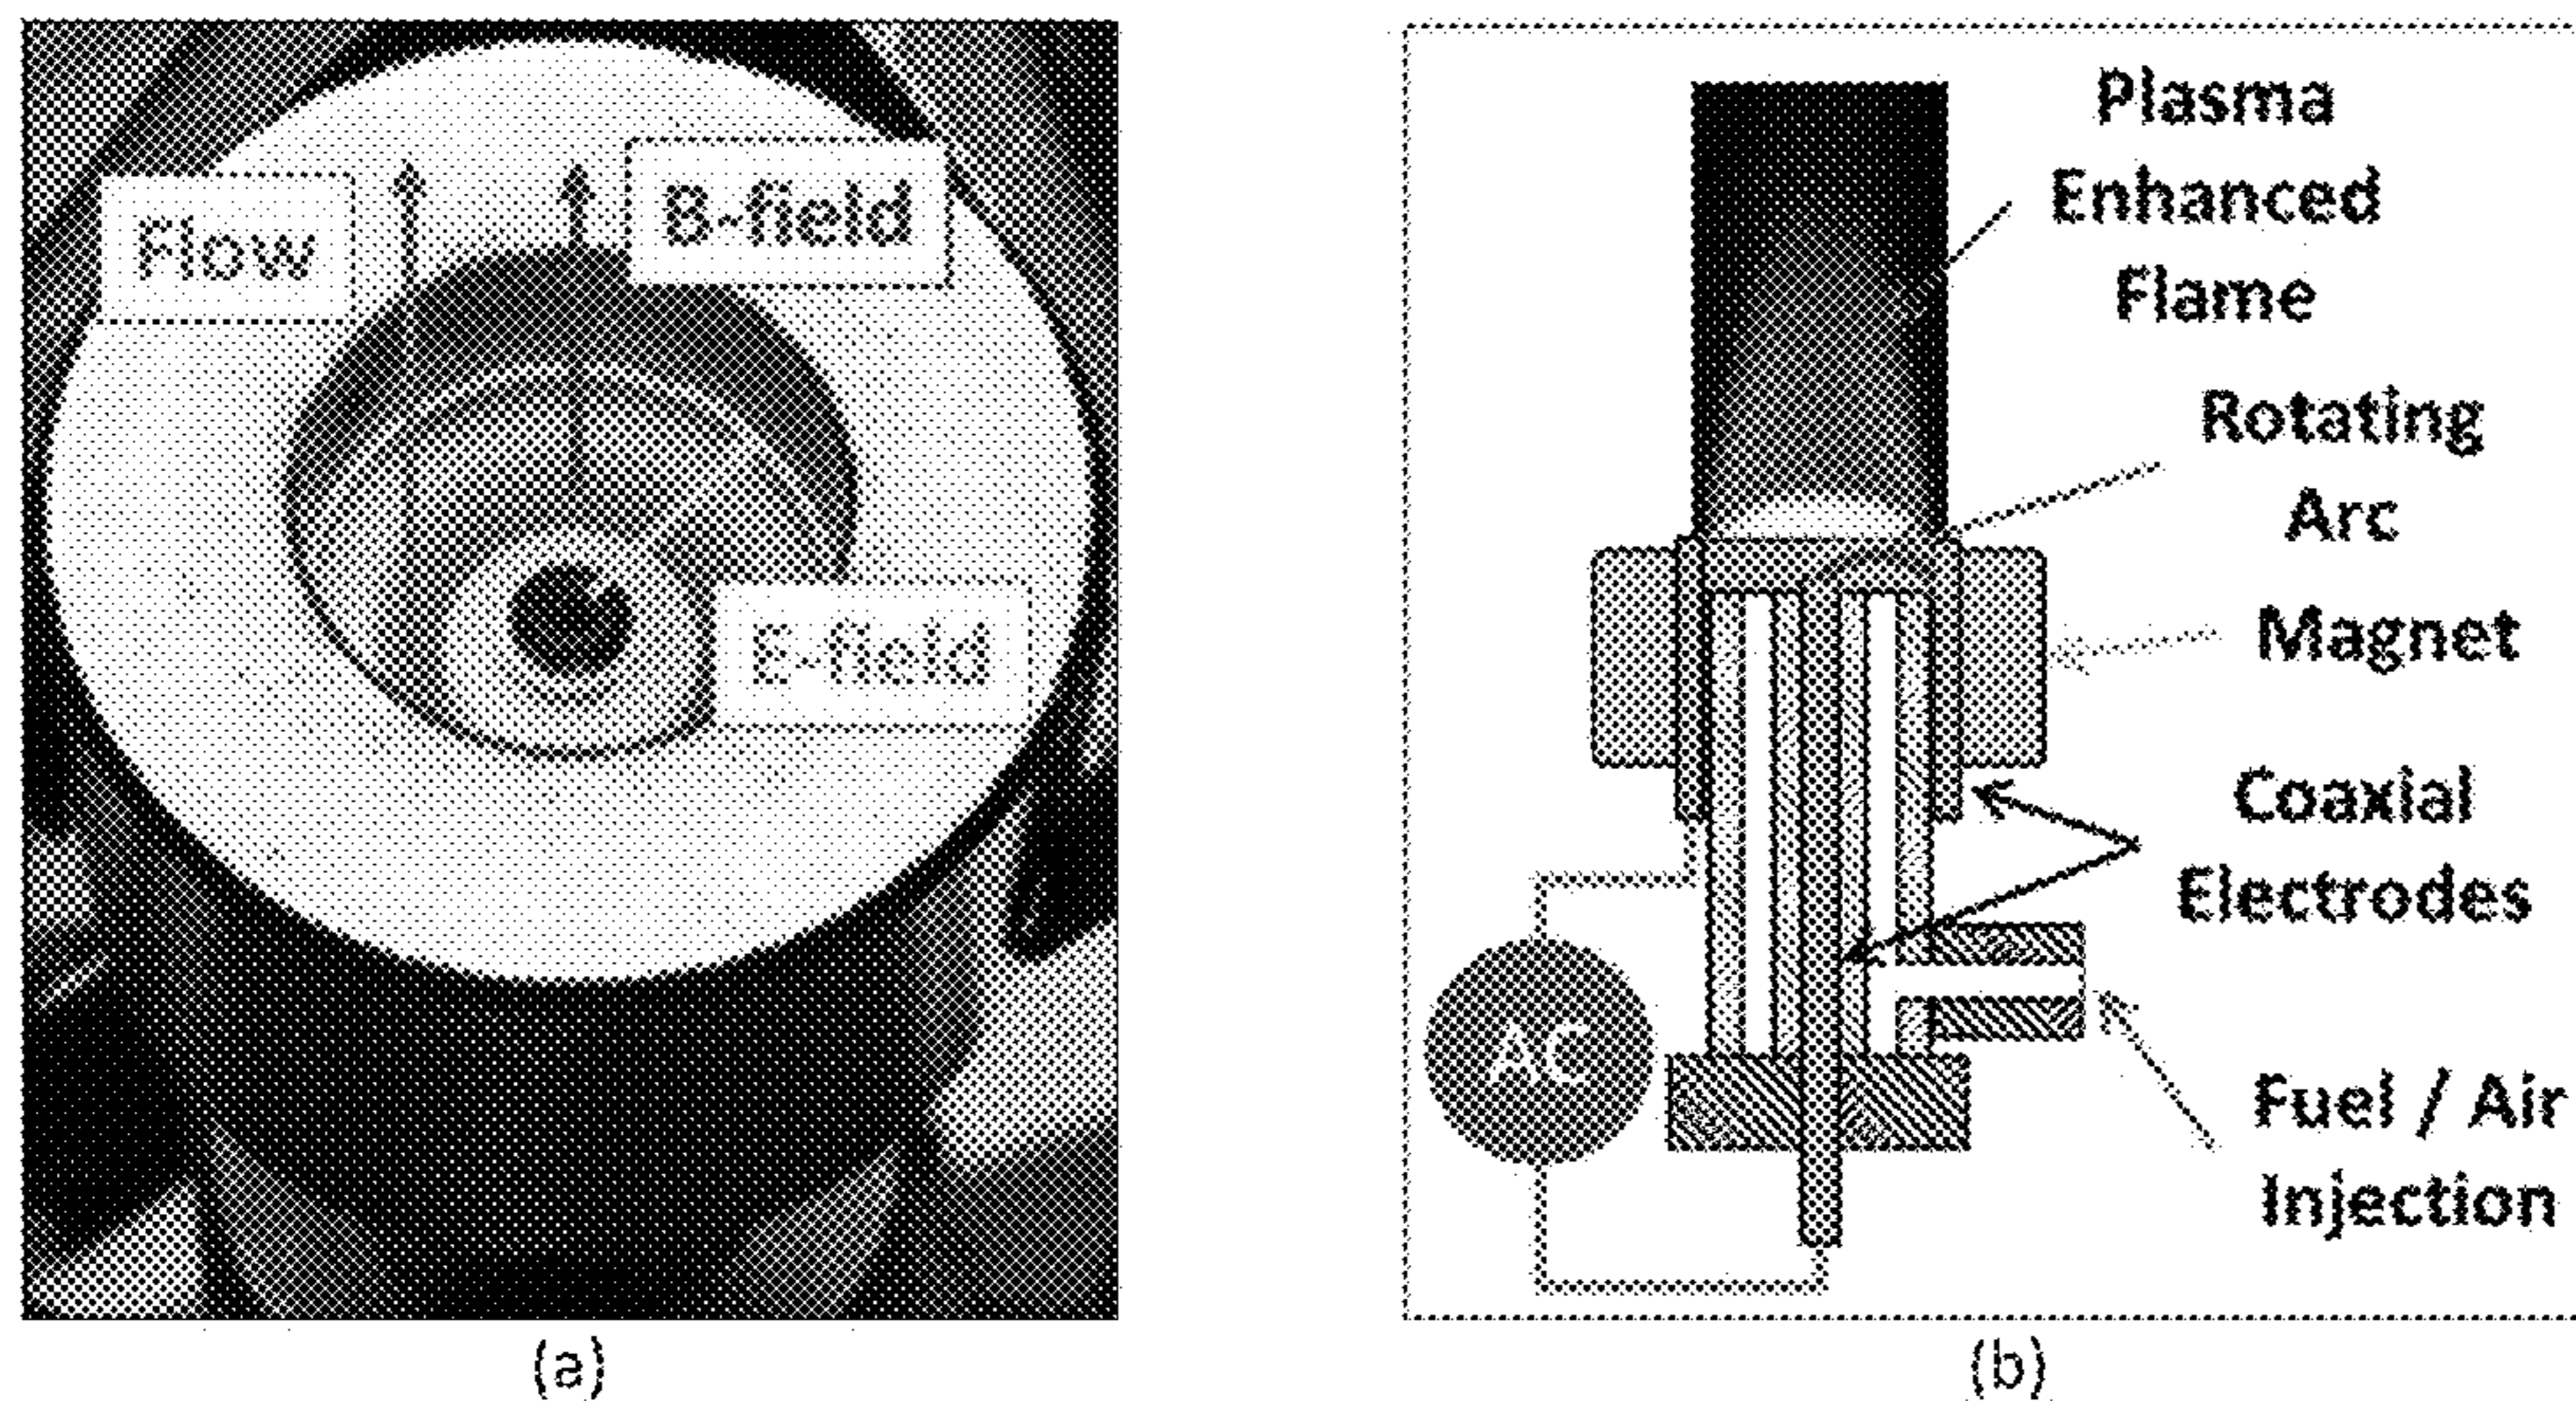 Flow
B-field
E-field
(a)
Plasma
Enhanced
Flame
Rotating
Arc
Magnet
Coaxial
Electrodes
AC
Fuel / Air
Injection
(b)